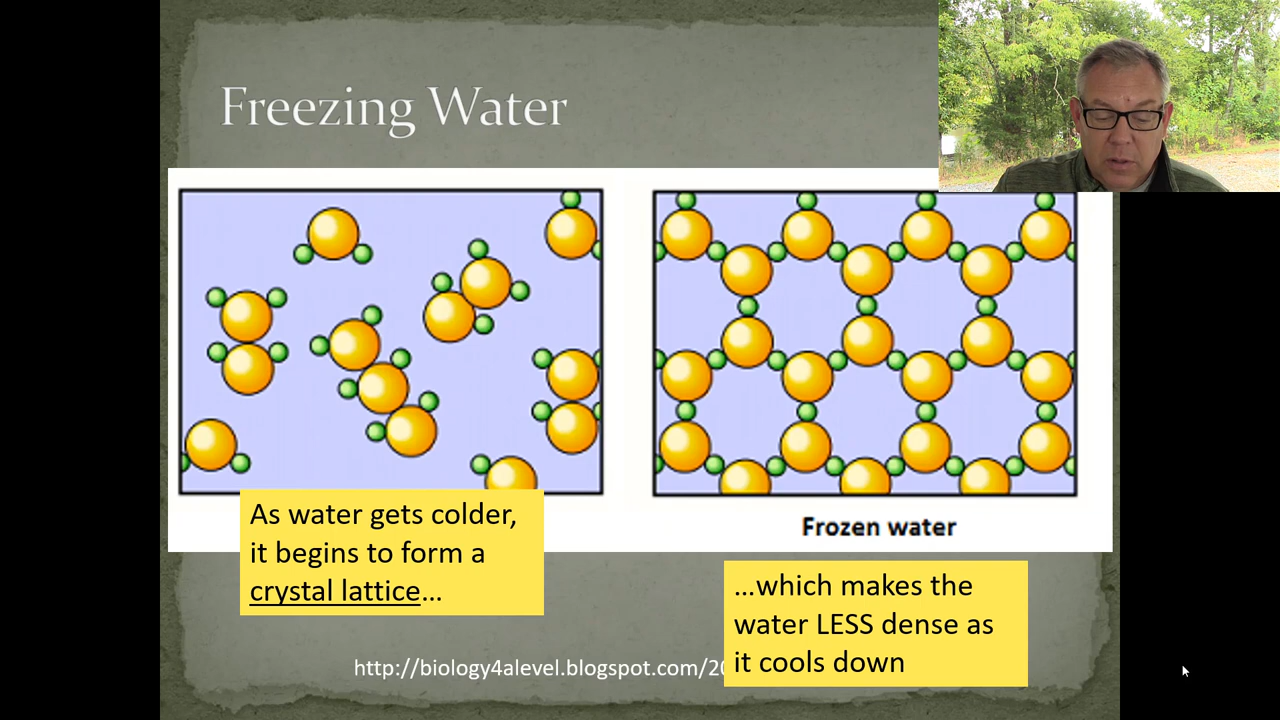 Freezing Water
Frozen water
As water gets colder,
it begins to form a
crystal lattice...
...which makes the
water LESS dense as
it cools down
http://biology4alevel.blogspot.com/20